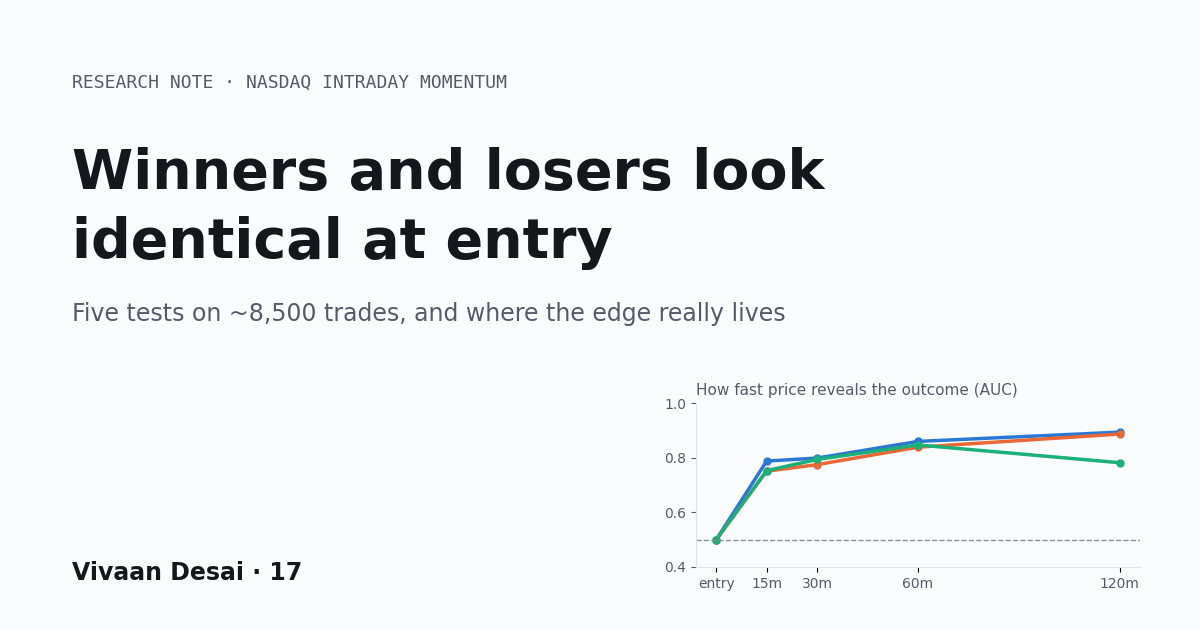 RESEARCH NOTE · NASDAQ INTRADAY MOMENTUM
Winners and losers look
identical at entry
Five tests on ~8,500 trades, and where the edge really lives
How fast price reveals the outcome (AUC)
1.0
0.8
0.6
0.4
entry 15m 30m 60m 120m
Vivaan Desai · 17